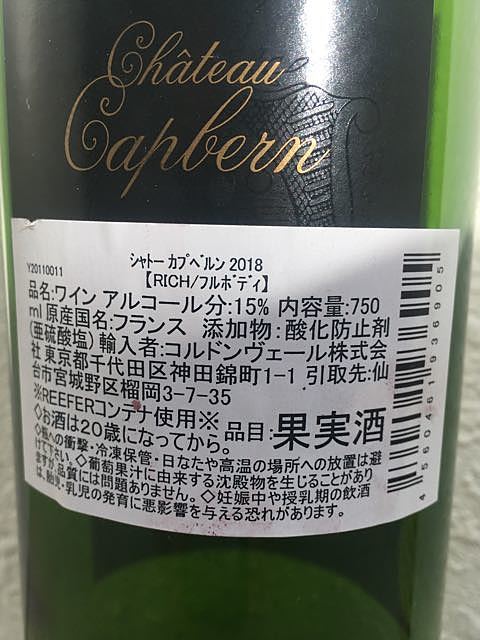 Château
Capbern
Y20110011
シャトー カプベルン 2018
【RICH/フルボディ】
品名:ワイン アルコール分:15% 内容量:750
ml 原産国名:フランス 添加物:酸化防止剤
(亜硫酸塩) 輸入者:コルドンヴェール株式会
社 東京都千代田区神田錦町1-1 引取先:仙
台市宮城野区榴岡3-7-35
※REEFERコンテナ使用※
◇お酒は20歳になってから。 品目:果実酒
◇瓶への衝撃・冷凍保管・日なたや高温の場所への放置は避
けて下さい。◇葡萄果汁に由来する沈殿物を生じることがあり
ますが品質には問題ありません。◇妊娠中や授乳期の飲酒
は、胎児・乳児の発育に悪影響を与える恐れがあります。
4560461936905